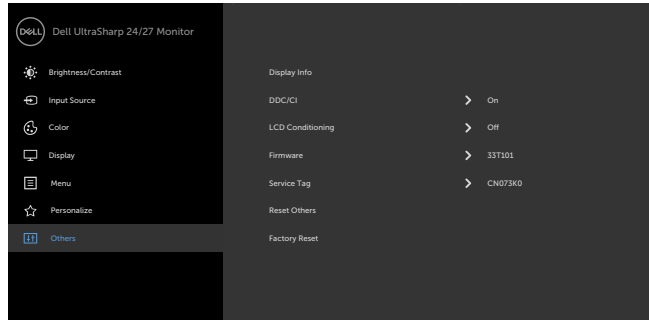 DELL Dell UltraSharp 24/27 Monitor
Brightness/Contrast Display Info
Input Source DDC/CI On
Color LCD Conditioning Off
Display Firmware 33T101
Menu Service Tag CN073K0
Personalize Reset Others
Others Factory Reset